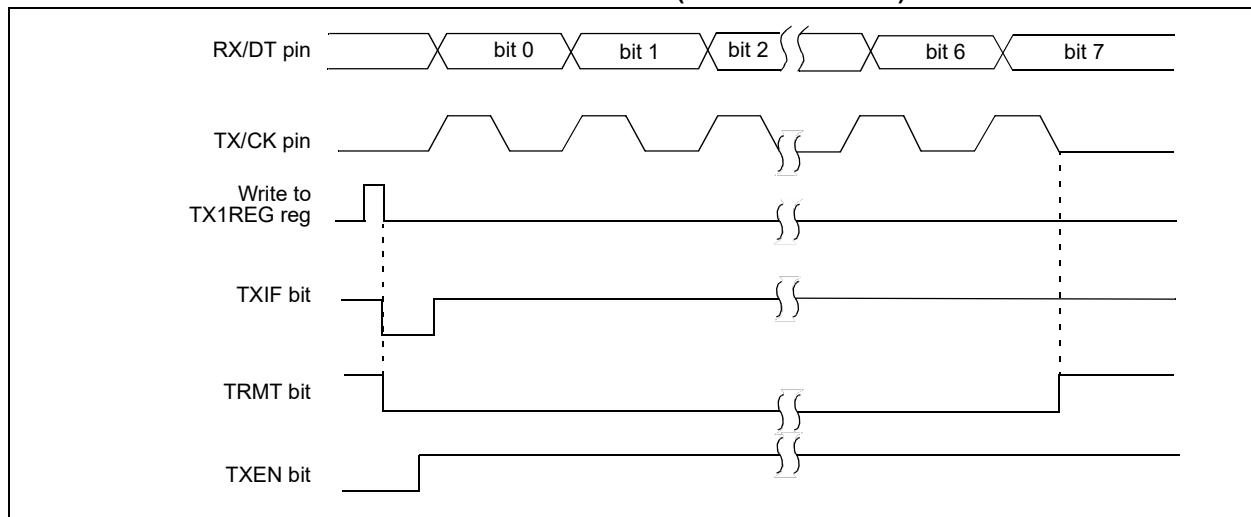 RX/DT pin
bit 0
bit 1
bit 2
bit 6
bit 7
TX/CK pin
Write to
TX1REG reg
TXIF bit
TRMT bit
TXEN bit